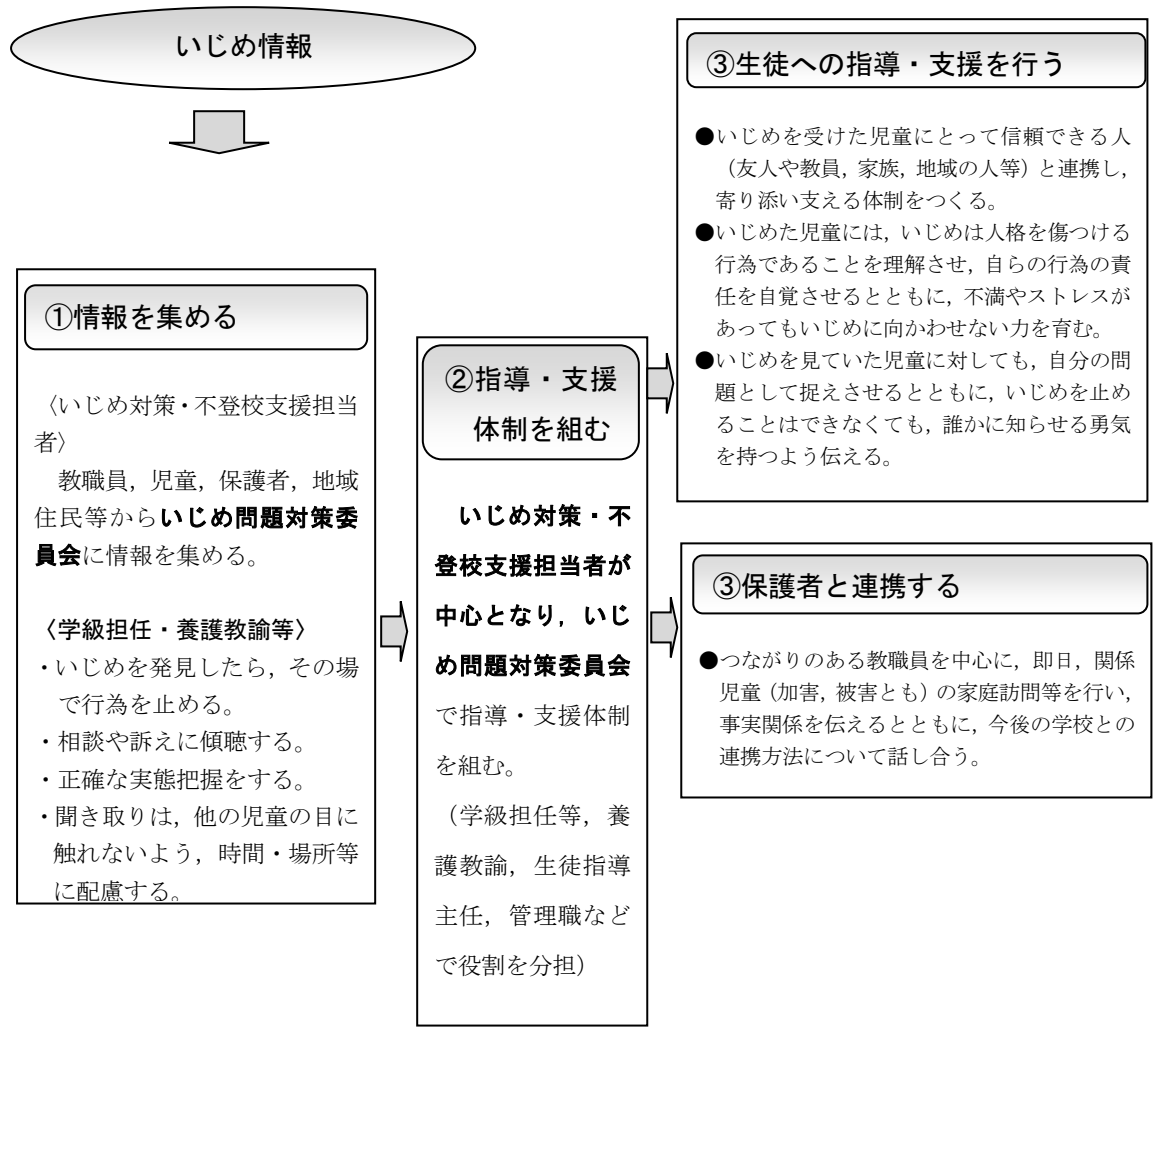 いじめ情報
①情報を集める
〈いじめ対策・不登校支援担当
者〉
教職員，児童，保護者，地域
住民等からいじめ問題対策委
員会に情報を集める。
〈学級担任・養護教諭等〉
・いじめを発見したら，その場
で行為を止める。
・相談や訴えに傾聴する。
・正確な実態把握をする。
・聞き取りは，他の児童の目に
触れないよう，時間・場所等
に配慮する。
②指導・支援
体制を組む
いじめ対策・不
登校支援担当者が
中心となり，いじ
め問題対策委員会
で指導・支援体制
を組む。
（学級担任等，養
護教諭，生徒指導
主任，管理職など
で役割を分担）
③生徒への指導・支援を行う
●いじめを受けた児童にとって信頼できる人
（友人や教員，家族，地域の人等）と連携し，
寄り添い支える体制をつくる。
●いじめた児童には，いじめは人格を傷つける
行為であることを理解させ，自らの行為の責
任を自覚させるとともに，不満やストレスが
あってもいじめに向かわせない力を育む。
●いじめを見ていた児童に対しても，自分の問
題として捉えさせるとともに，いじめを止め
ることはできなくても，誰かに知らせる勇気
を持つよう伝える。
③保護者と連携する
●つながりのある教職員を中心に，即日，関係
児童（加害，被害とも）の家庭訪問等を行い，
事実関係を伝えるとともに，今後の学校との
連携方法について話し合う。